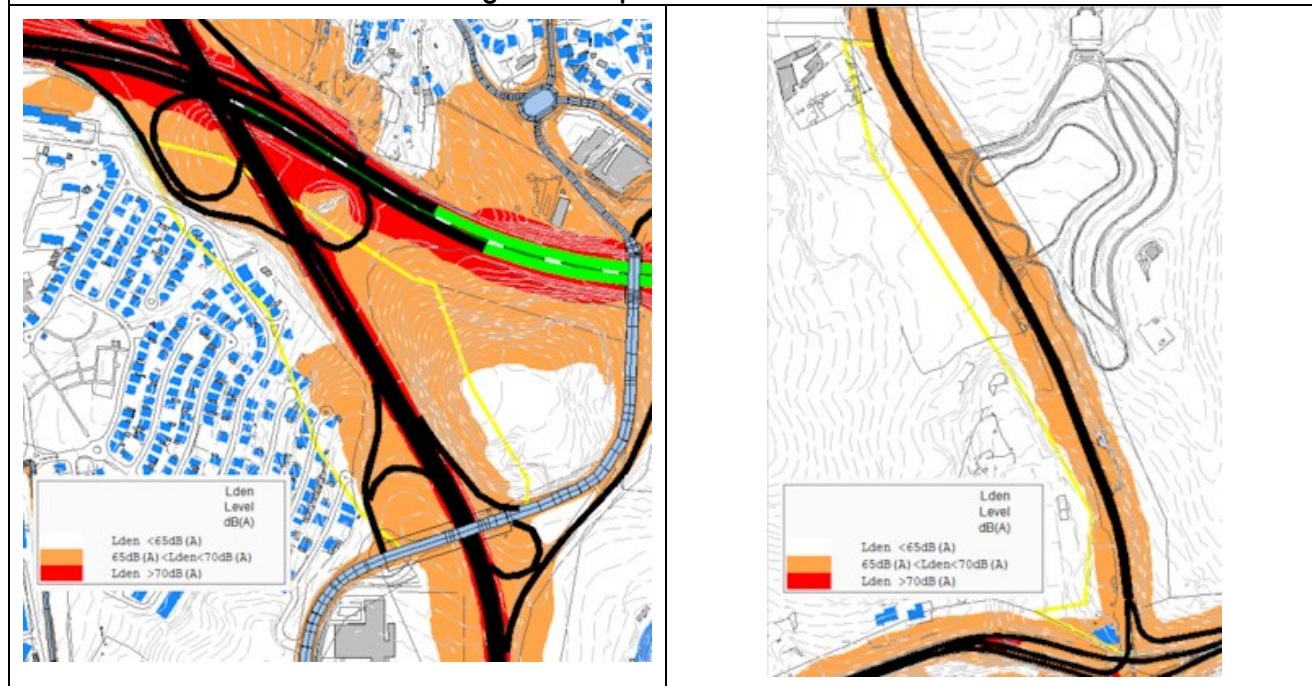 Lden
Level
dB(A)
Lden <65dB(A)
65dB(A)<Lden<70dB(A)
Lden >70dB(A)
Lden
Level
dB(A)
Lden <65dB(A)
65dB(A)<Lden<70dB(A)
Lden >70dB(A)